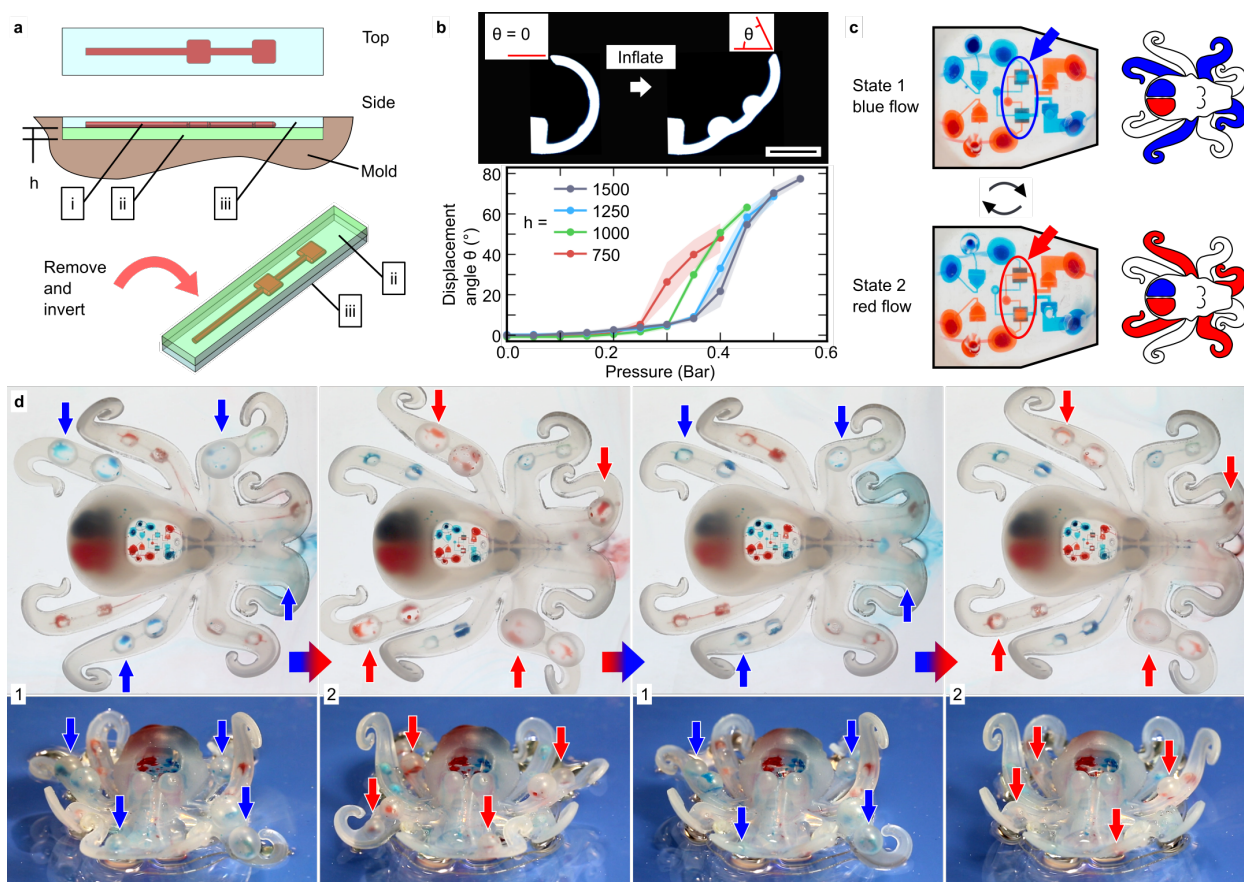 a
Top
Side
h
Mold
i
ii
iii
Remove
and
invert
ii
iii
b
θ = 0
Inflate
θ
Displacement
angle θ (°)
80
60
40
20
0
h =
1500
1250
1000
750
0.0
0.2
0.4
0.6
Pressure (Bar)
c
State 1
blue flow
State 2
red flow
d
1
2
1
2